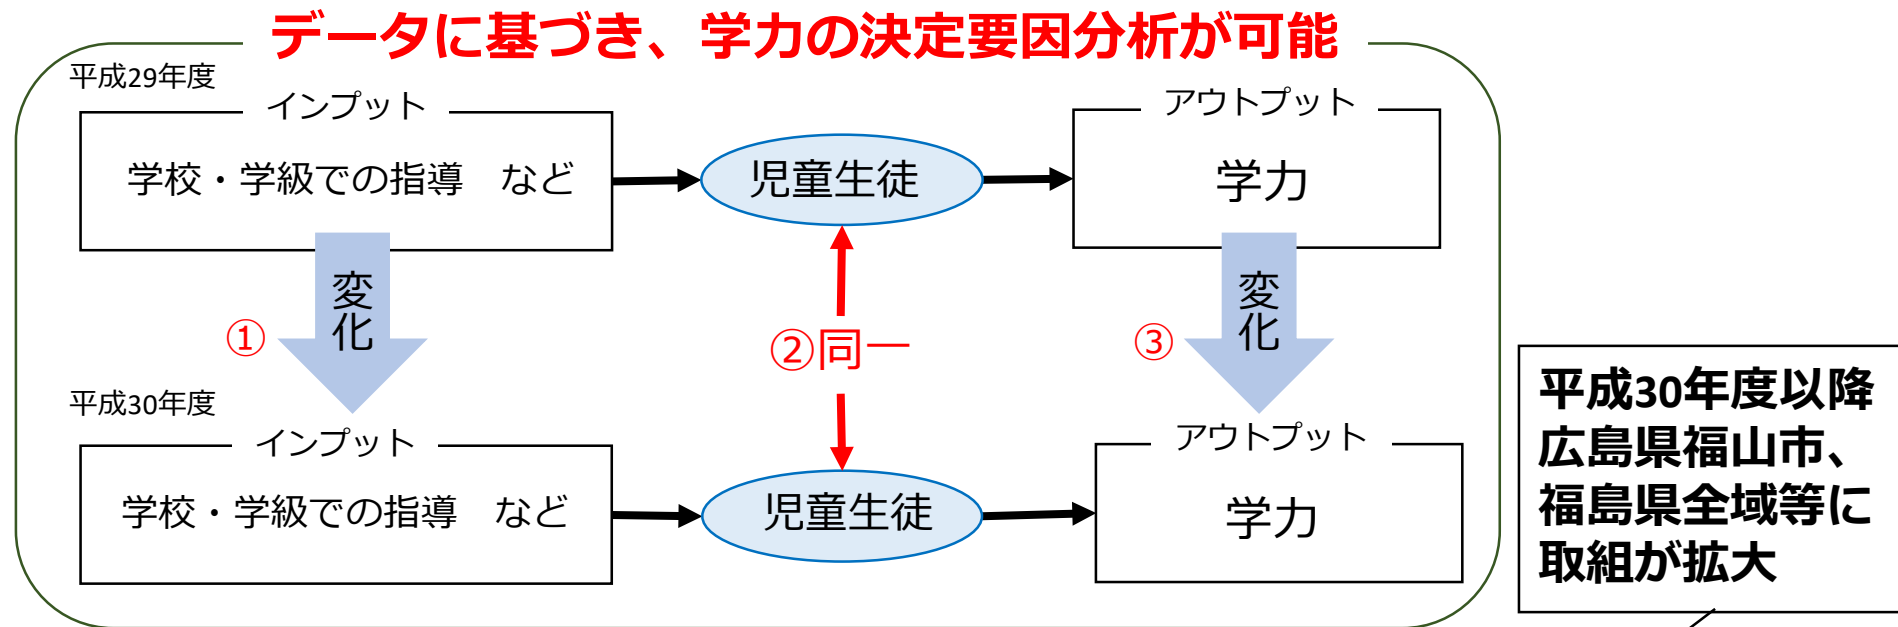 データに基づき、学力の決定要因分析が可能
平成29年度
インプット
学校・学級での指導　など
児童生徒
アウトプット
学力
変化
①
②同一
③
変化
平成30年度
インプット
学校・学級での指導　など
児童生徒
アウトプット
学力
平成30年度以降
広島県福山市、
福島県全域等に
取組が拡大